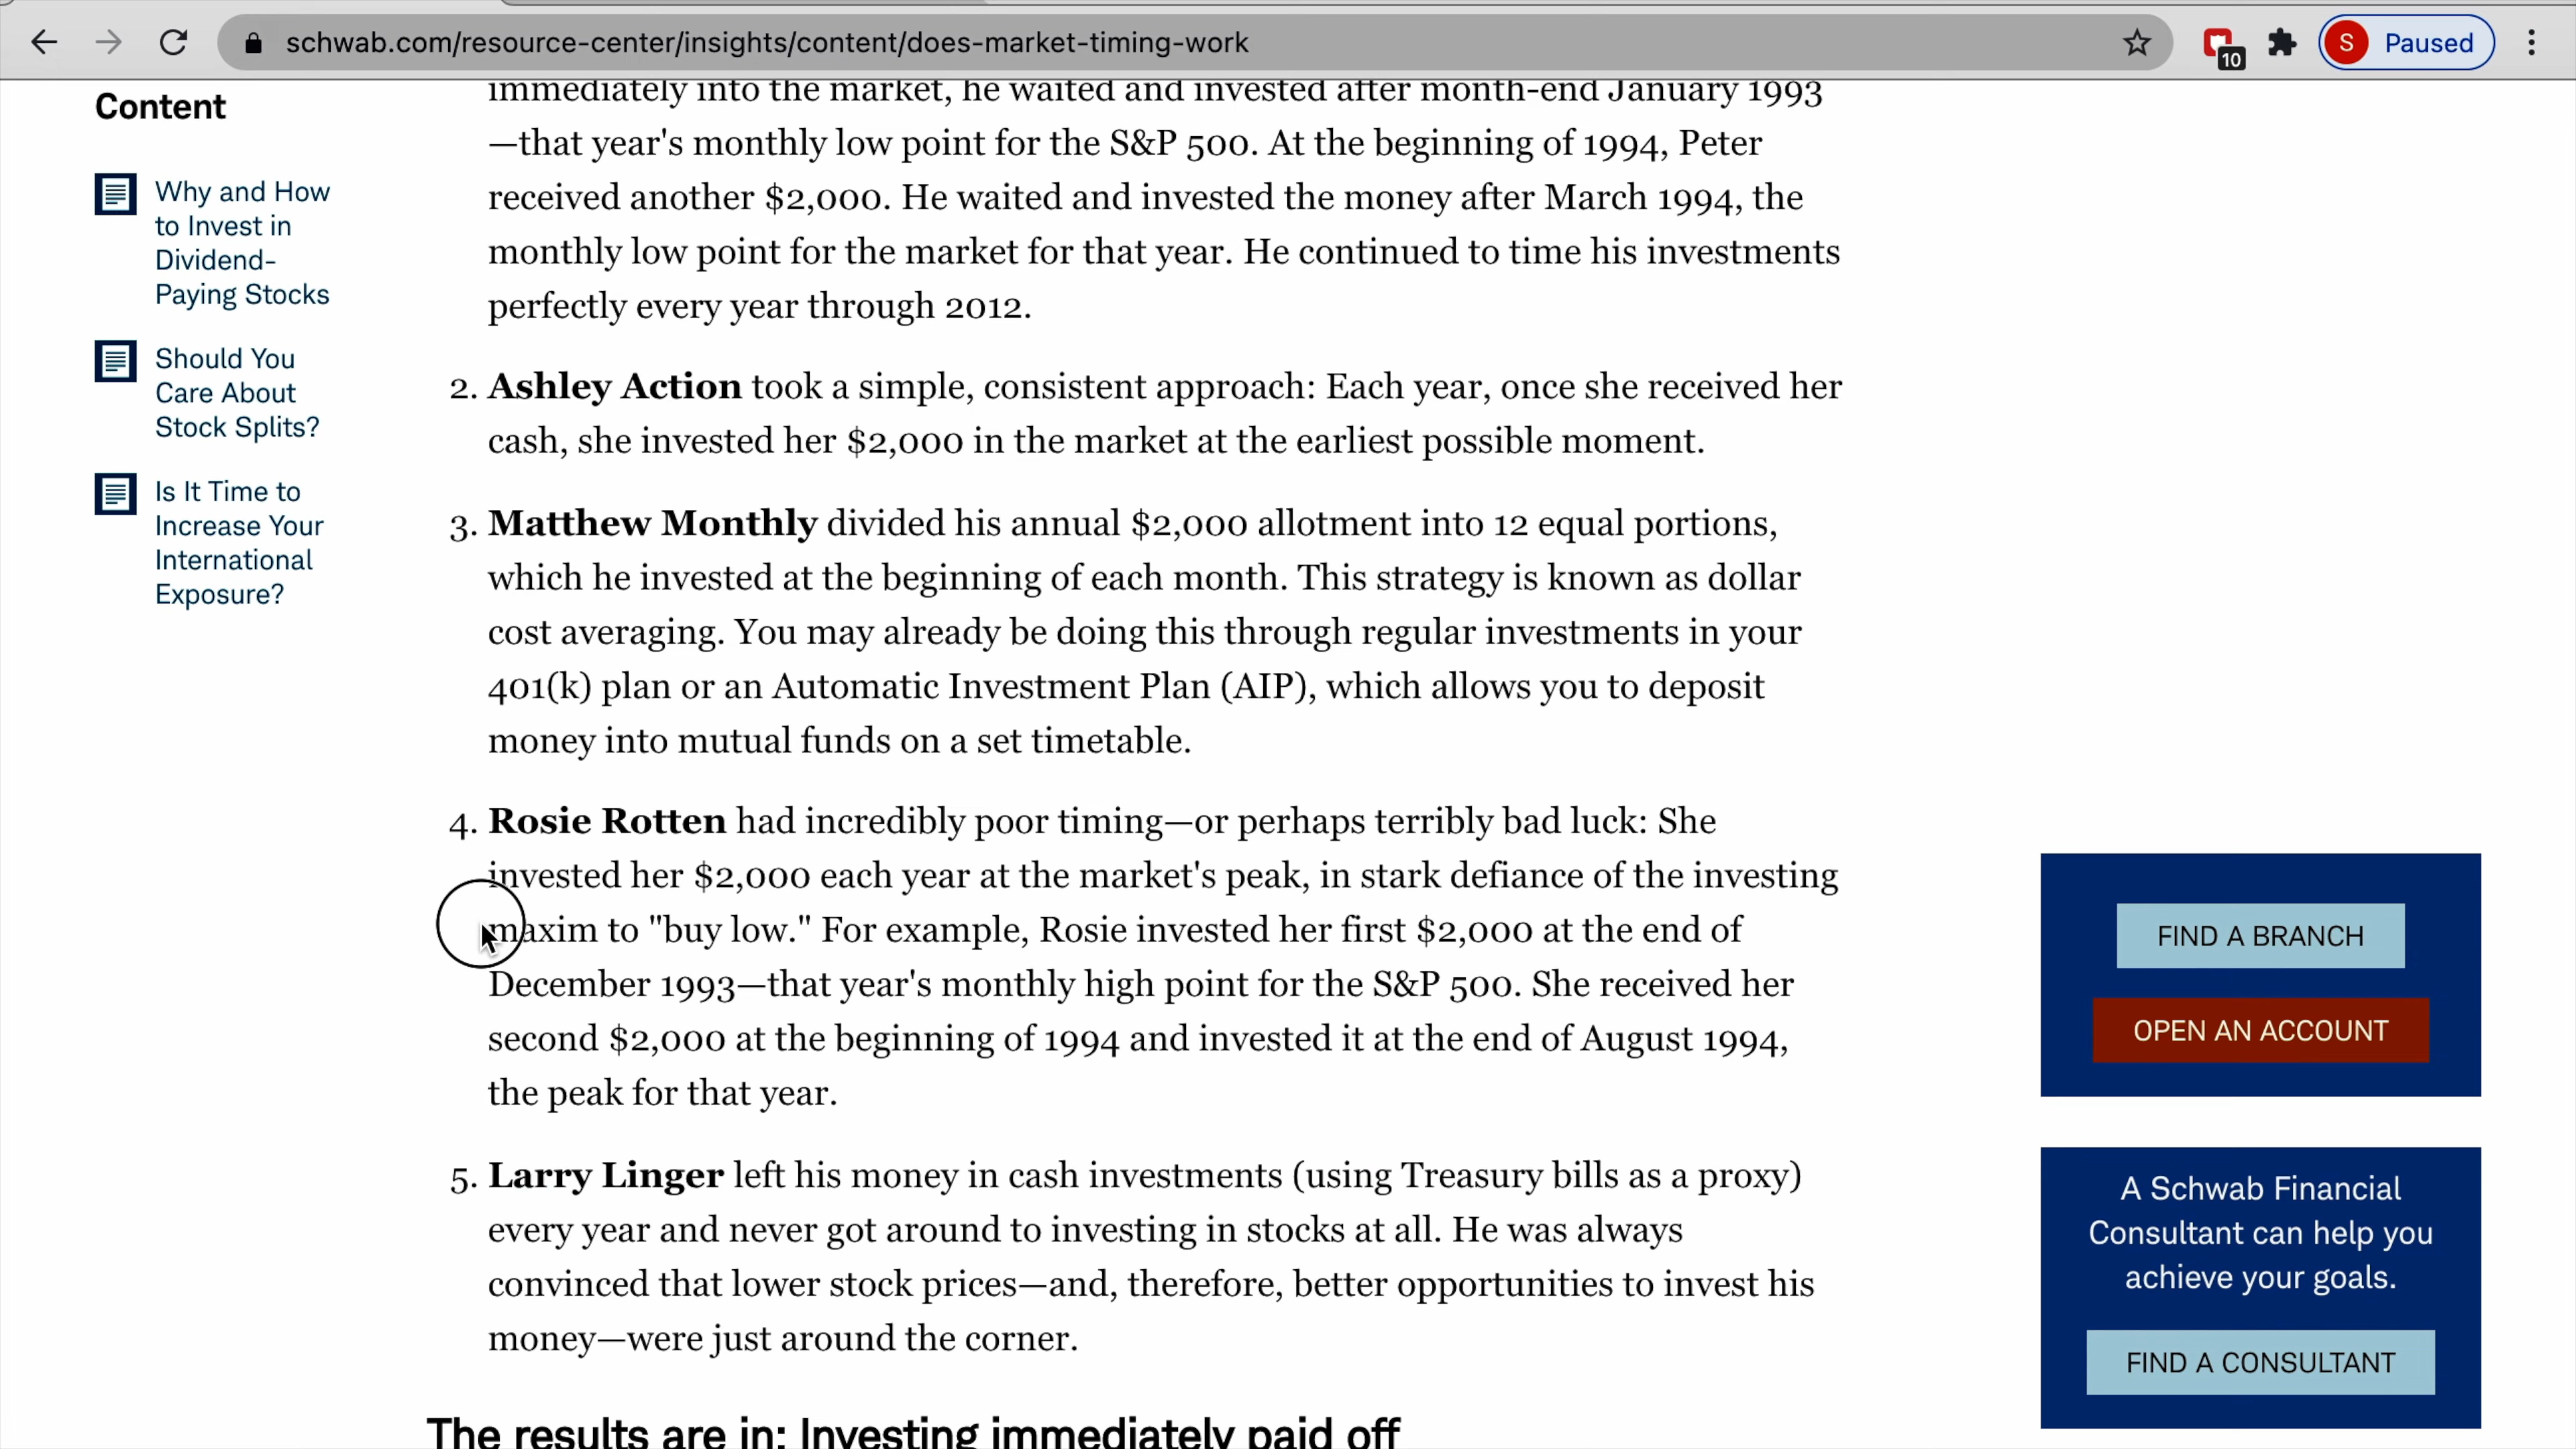 schwab.com/resource-center/insights/content/does-market-timing-work
10
S
Paused
Content
Why and How
to Invest in
Dividend-
Paying Stocks
Should You
Care About
Stock Splits?
Is It Time to
Increase Your
International
Exposure?
immediately into the market, he waited and invested after month-end January 1993
—that year's monthly low point for the S&P 500. At the beginning of 1994, Peter
received another $2,000. He waited and invested the money after March 1994, the
monthly low point for the market for that year. He continued to time his investments
perfectly every year through 2012.
2. Ashley Action took a simple, consistent approach: Each year, once she received her
cash, she invested her $2,000 in the market at the earliest possible moment.
3. Matthew Monthly divided his annual $2,000 allotment into 12 equal portions,
which he invested at the beginning of each month. This strategy is known as dollar
cost averaging. You may already be doing this through regular investments in your
401(k) plan or an Automatic Investment Plan (AIP), which allows you to deposit
money into mutual funds on a set timetable.
4. Rosie Rotten had incredibly poor timing—or perhaps terribly bad luck: She
invested her $2,000 each year at the market's peak, in stark defiance of the investing
maxim to "buy low." For example, Rosie invested her first $2,000 at the end of
December 1993—that year's monthly high point for the S&P 500. She received her
second $2,000 at the beginning of 1994 and invested it at the end of August 1994,
the peak for that year.
5. Larry Linger left his money in cash investments (using Treasury bills as a proxy)
every year and never got around to investing in stocks at all. He was always
convinced that lower stock prices—and, therefore, better opportunities to invest his
money—were just around the corner.
The results are in: Investing immediately paid off
FIND A BRANCH
OPEN AN ACCOUNT
A Schwab Financial
Consultant can help you
achieve your goals.
FIND A CONSULTANT